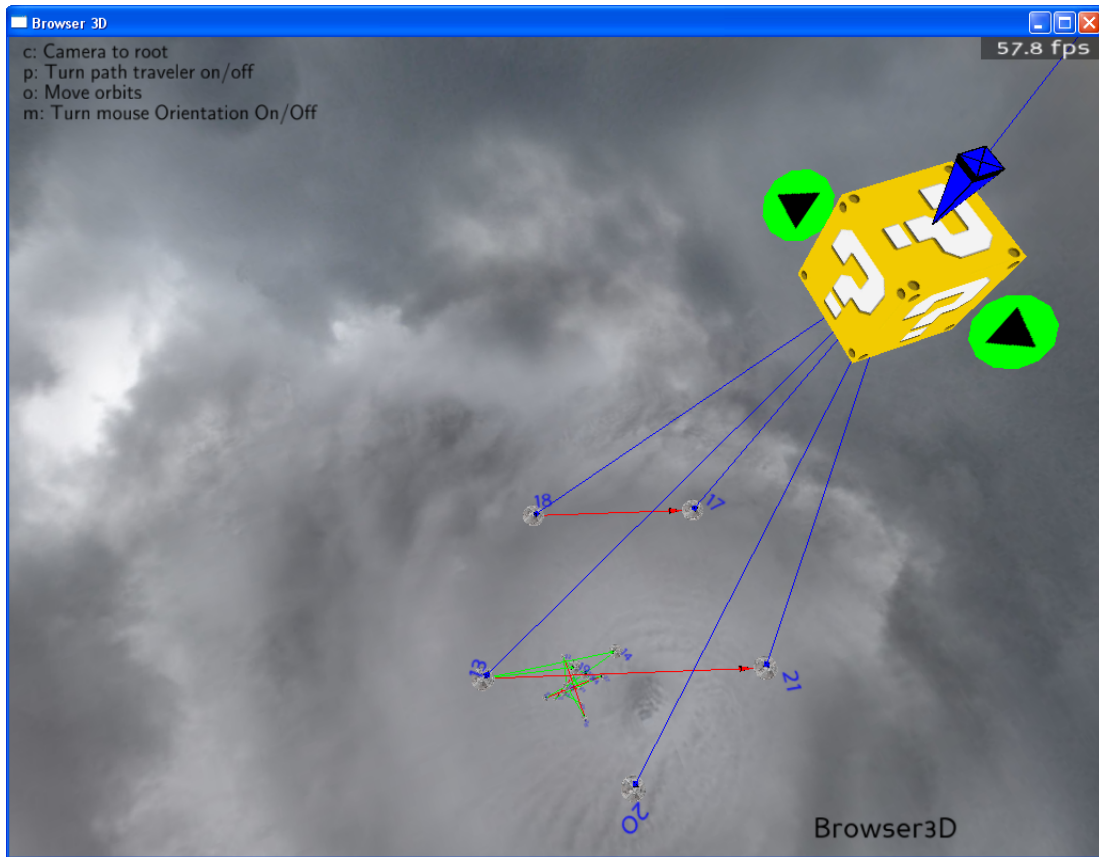 Browser 3D
57.8 fps
c: Camera to root
p: Turn path traveler on/off
o: Move orbits
m: Turn mouse Orientation On/Off
? ? ?
18
17
13
14
21
20
Browser3D